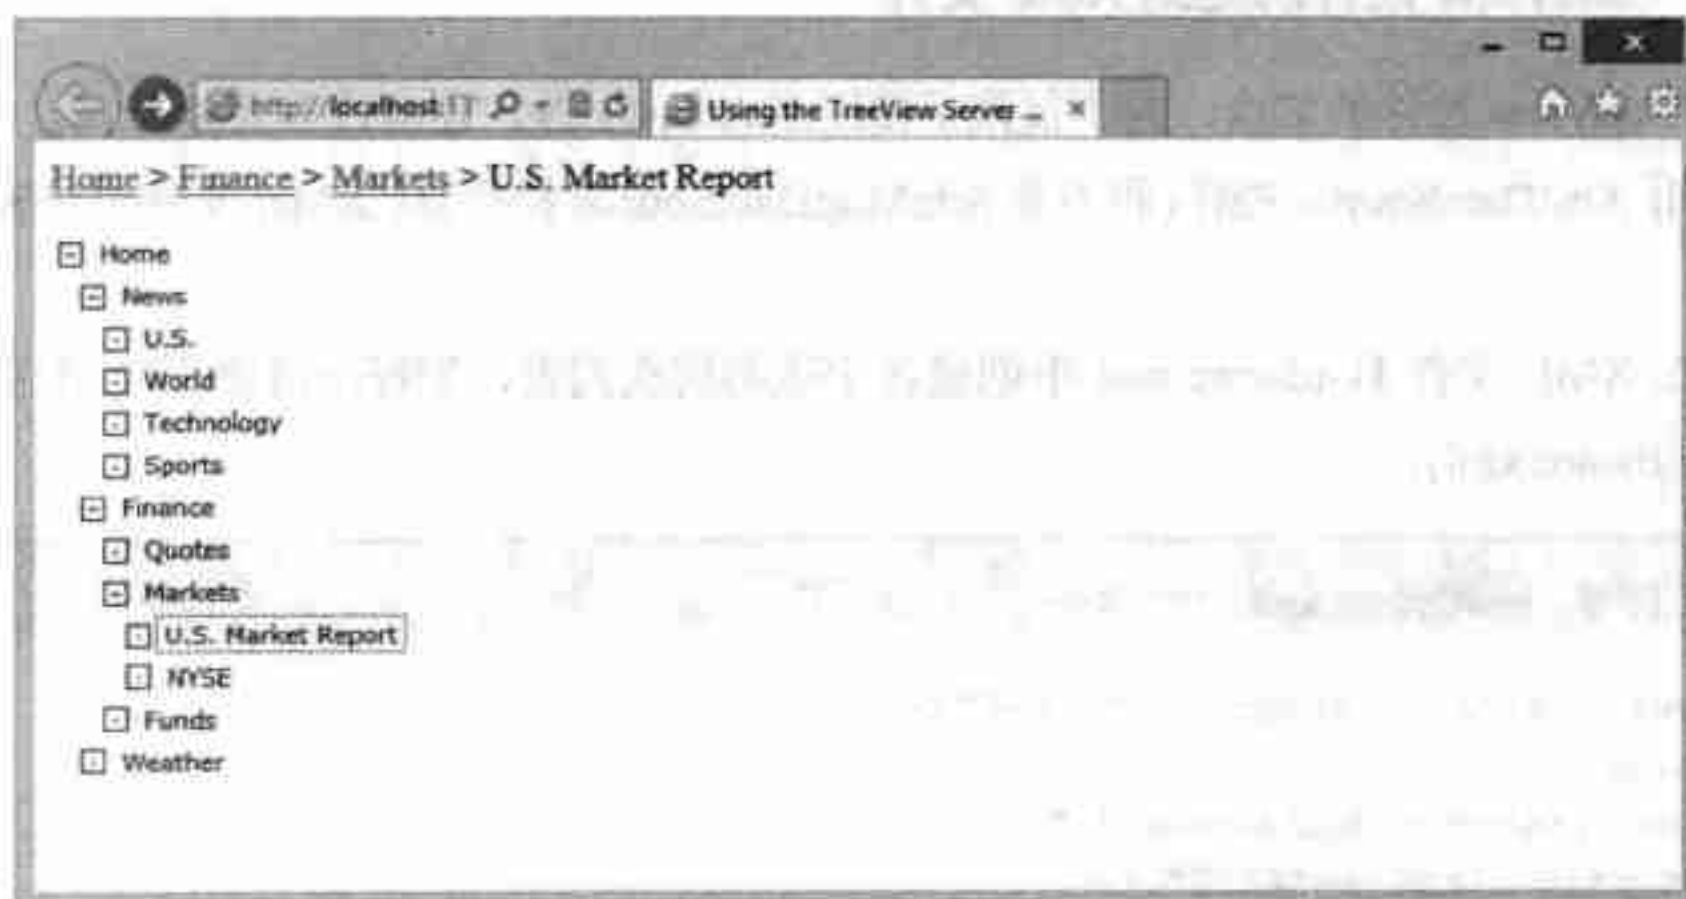 http://localhost:
Using the TreeView Server ...
Home > Finance > Markets > U.S. Market Report
Home
News
U.S.
World
Technology
Sports
Finance
Quotes
Markets
U.S. Market Report
NYSE
Funds
Weather